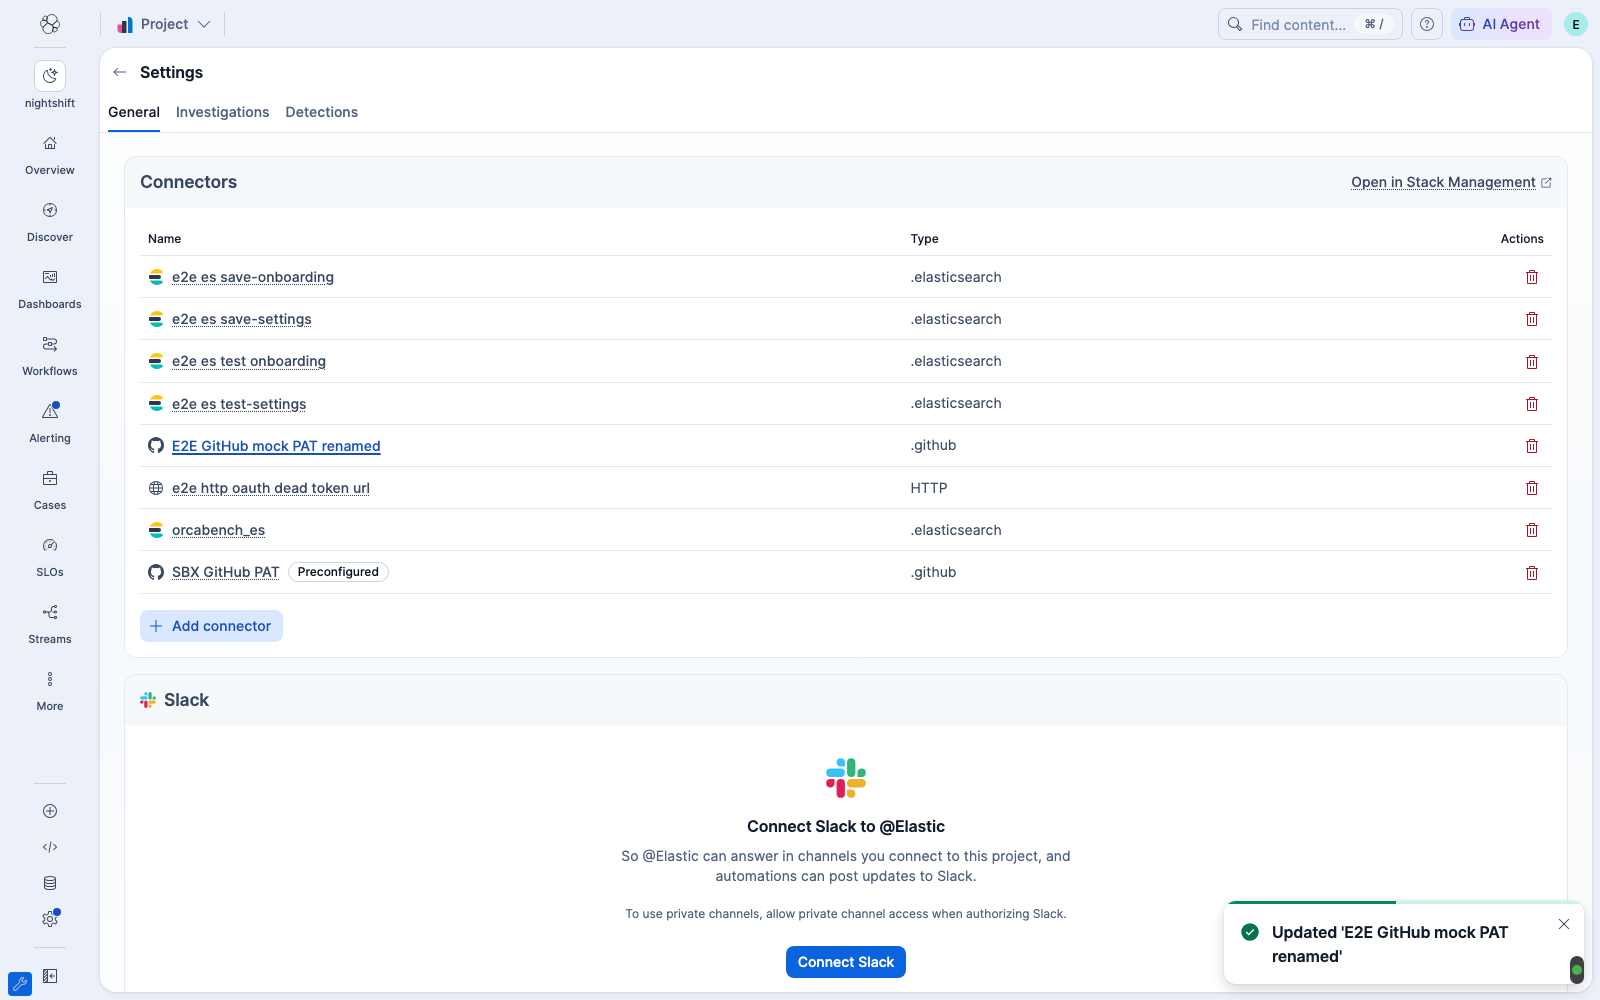 Project
Find content...
⌘ /
AI Agent
E
nightshift
Overview
Discover
Dashboards
Workflows
Alerting
Cases
SLOs
Streams
More
Settings
General
Investigations
Detections
Connectors
Open in Stack Management
Name
Type
Actions
e2e es save-onboarding
.elasticsearch
e2e es save-settings
.elasticsearch
e2e es test onboarding
.elasticsearch
e2e es test-settings
.elasticsearch
E2E GitHub mock PAT renamed
.github
e2e http oauth dead token url
HTTP
orcabench_es
.elasticsearch
SBX GitHub PAT
Preconfigured
.github
Add connector
Slack
Connect Slack to @Elastic
So @Elastic can answer in channels you connect to this project, and
automations can post updates to Slack.
To use private channels, allow private channel access when authorizing Slack.
Connect Slack
Updated 'E2E GitHub mock PAT
renamed'